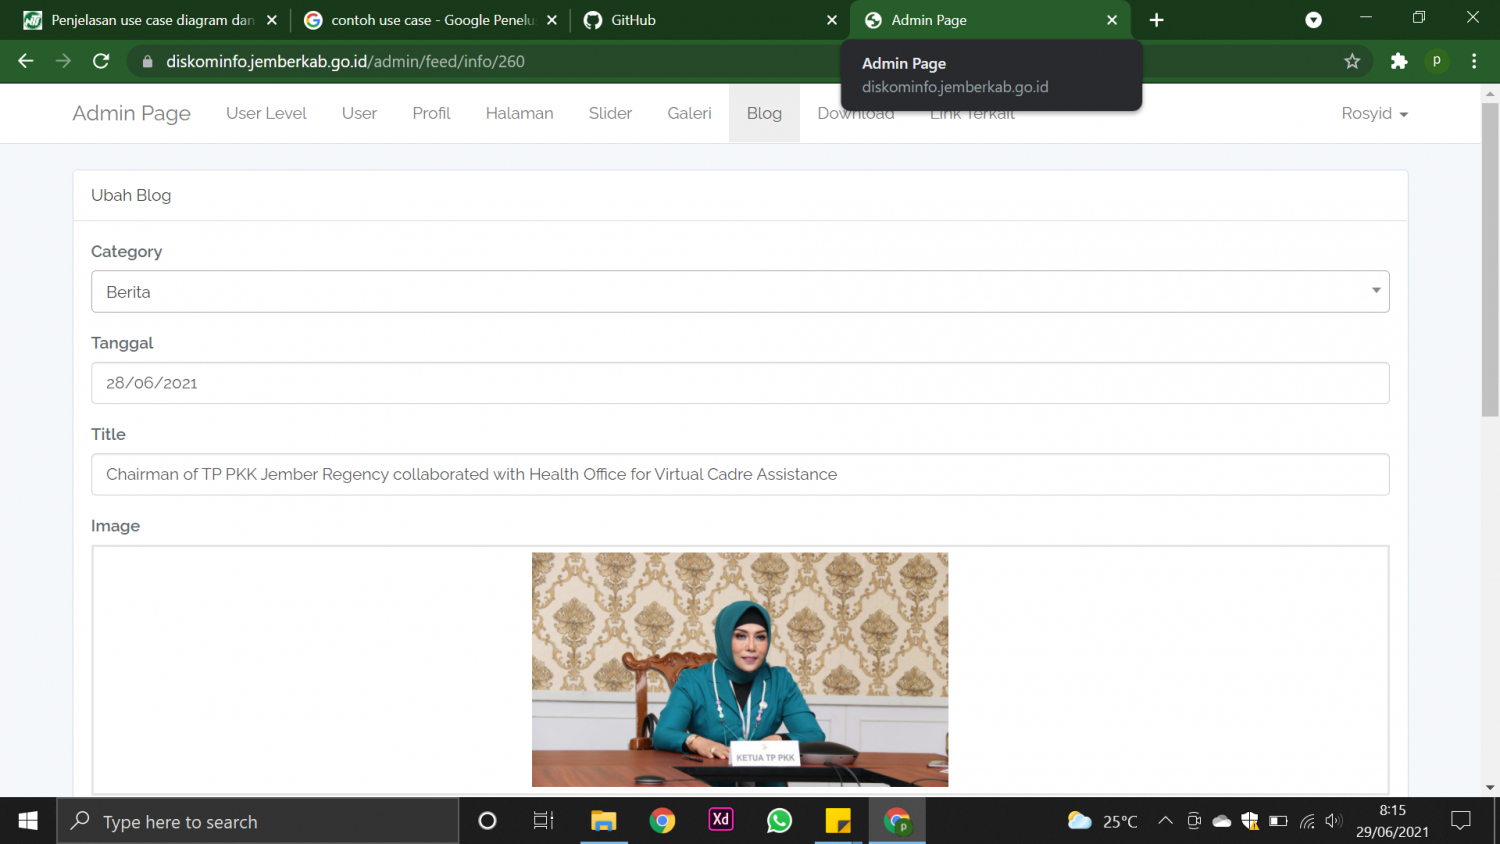 Penjelasan use case diagram dan
contoh use case - Google Penelu
GitHub
Admin Page
diskominfo.jemberkab.go.id/admin/feed/info/260
p
Admin Page
diskominfo.jemberkab.go.id
Admin Page
User Level
User
Profil
Halaman
Slider
Galeri
Blog
Download
Link Terkait
Rosyid
Ubah Blog
Category
Berita
Tanggal
28/06/2021
Title
Chairman of TP PKK Jember Regency collaborated with Health Office for Virtual Cadre Assistance
Image
KETUA TP PKK
Type here to search
Xd
p
25°C
8:15
29/06/2021